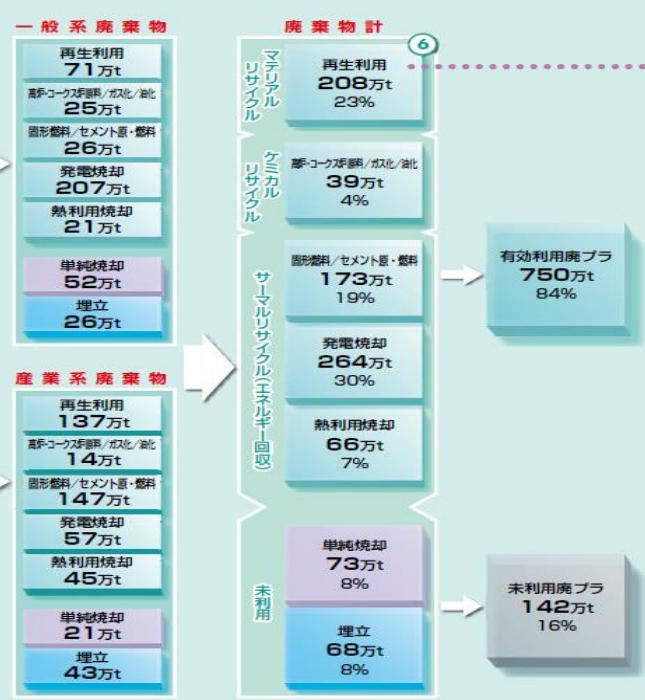 一般系廃棄物
再生利用
71万t
高炉・コークス炉原料/ガス化/油化
25万t
固形燃料/セメント原・燃料
26万t
発電焼却
207万t
熱利用焼却
21万t
単純焼却
52万t
埋立
26万t
産業系廃棄物
再生利用
137万t
高炉・コークス炉原料/ガス化/油化
14万t
固形燃料/セメント原・燃料
147万t
発電焼却
57万t
熱利用焼却
45万t
単純焼却
21万t
埋立
43万t
廃棄物計
6
マテリアル
リサイクル
再生利用
208万t
23%
ケミカル
リサイクル
高炉・コークス炉原料/ガス化/油化
39万t
4%
サーマルリサイクル(エネルギー回収)
固形燃料/セメント原・燃料
173万t
19%
発電焼却
264万t
30%
熱利用焼却
66万t
7%
未利用
単純焼却
73万t
8%
埋立
68万t
8%
有効利用廃プラ
750万t
84%
未利用廃プラ
142万t
16%